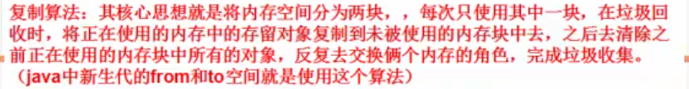 复制算法：其核心思想就是将内存空间分为两块，，每次只使用其中一块，在垃圾回
收时，将正在使用的内存中的存留对象复制到未被使用的内存块中去，之后去清除之
前正在使用的内存块中所有的对象，反复去交换俩个内存的角色，完成垃圾收集。
（java中新生代的from和to空间就是使用这个算法）